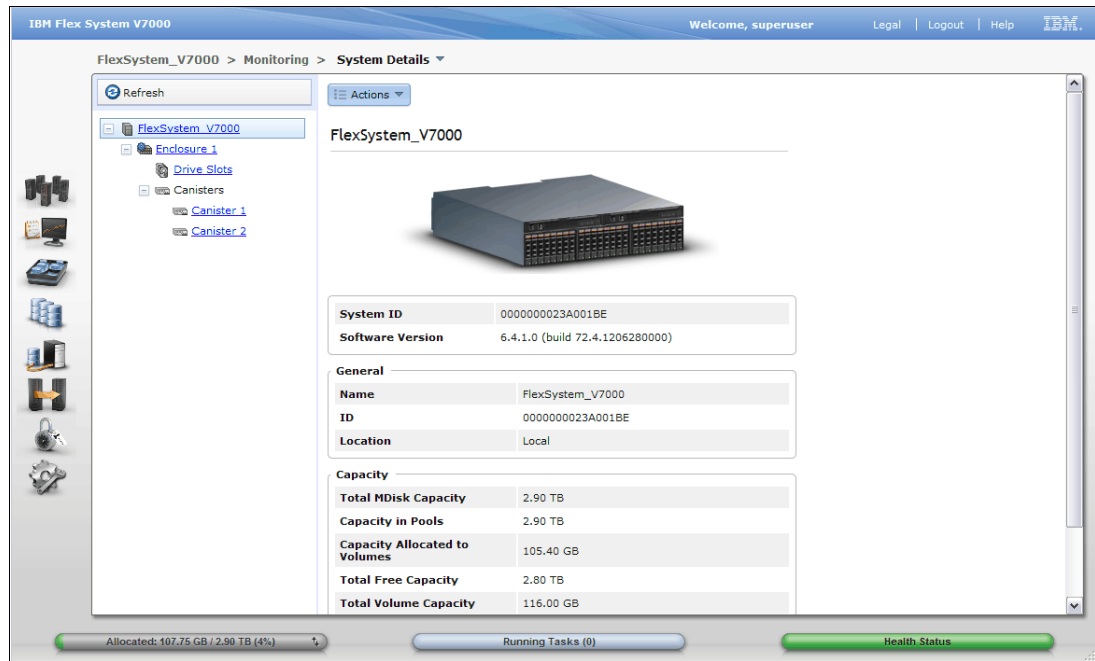 IBM Flex System V7000
Welcome, superuser
Legal | Logout | Help
IBM.
FlexSystem_V7000 > Monitoring > System Details
Refresh
Actions
FlexSystem_V7000
Enclosure 1
Drive Slots
Canisters
Canister 1
Canister 2
FlexSystem_V7000
System ID 0000000023A001BE
Software Version 6.4.1.0 (build 72.4.1206280000)
General
Name FlexSystem_V7000
ID 0000000023A001BE
Location Local
Capacity
Total MDisk Capacity 2.90 TB
Capacity in Pools 2.90 TB
Capacity Allocated to
Volumes 105.40 GB
Total Free Capacity 2.80 TB
Total Volume Capacity 116.00 GB
Allocated: 107.75 GB / 2.90 TB (4%)
Running Tasks (0)
Health Status